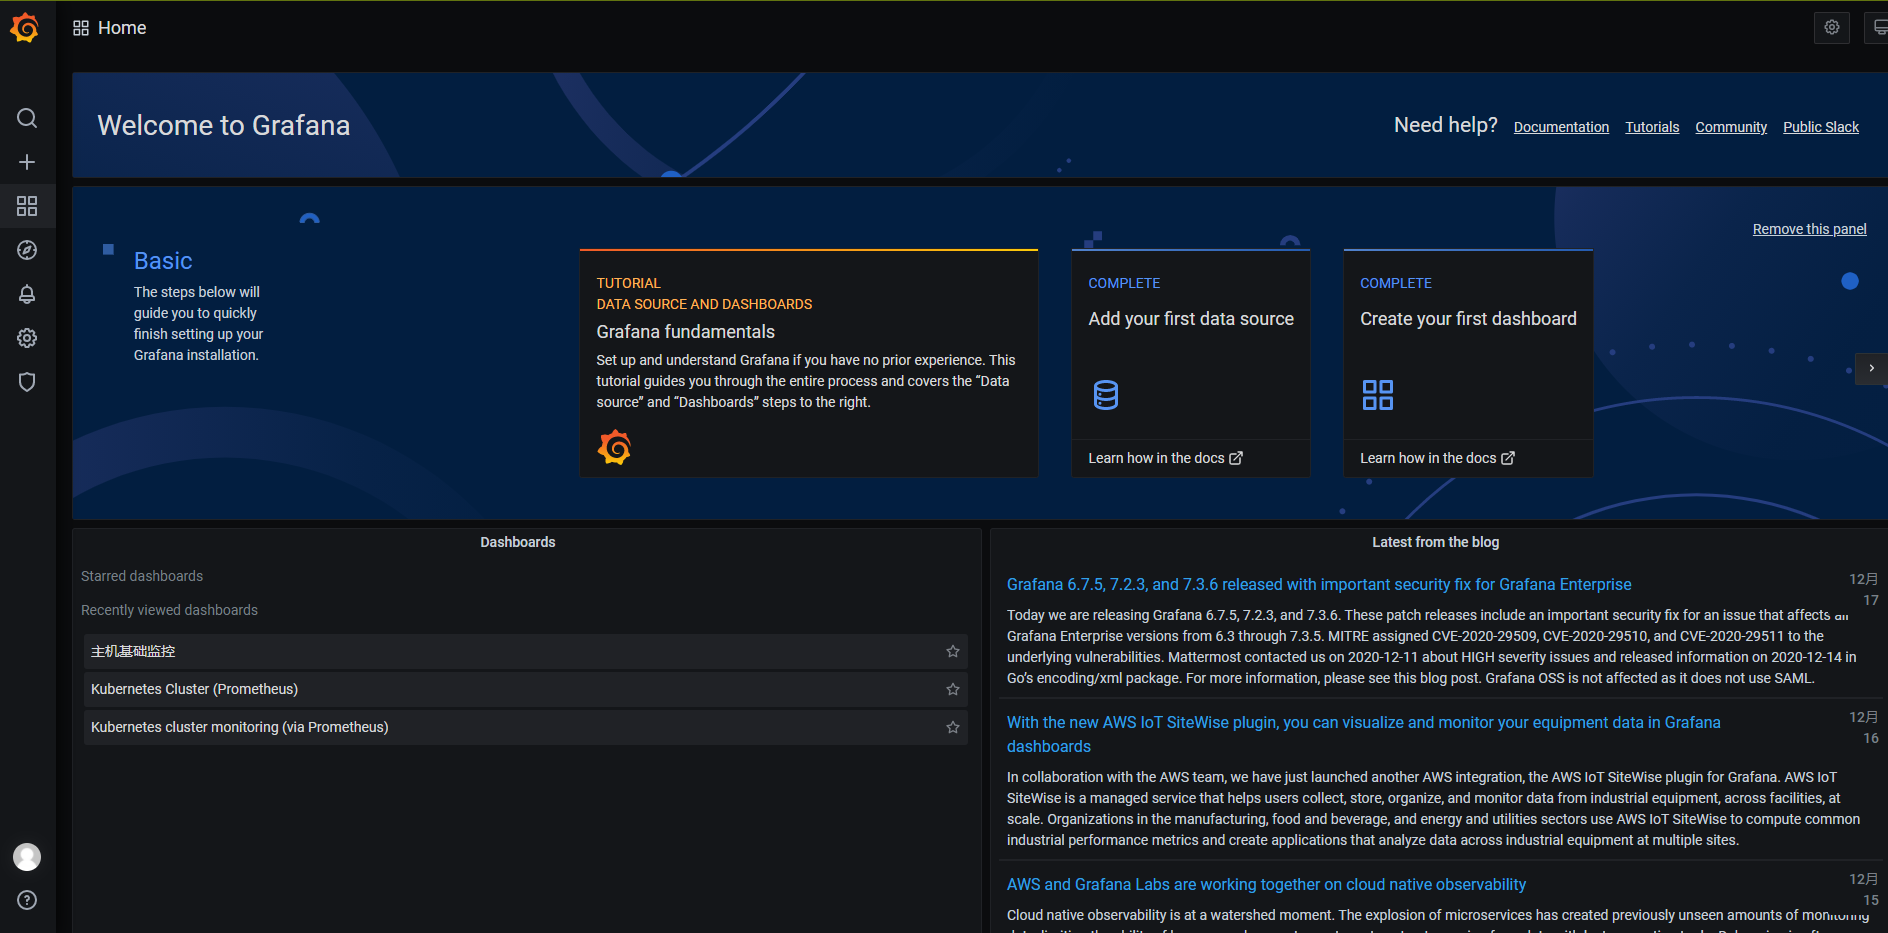 Home
Welcome to Grafana
Need help? Documentation Tutorials Community Public Slack
Remove this panel
Basic
The steps below will
guide you to quickly
finish setting up your
Grafana installation.
TUTORIAL
DATA SOURCE AND DASHBOARDS
Grafana fundamentals
Set up and understand Grafana if you have no prior experience. This
tutorial guides you through the entire process and covers the “Data
source” and “Dashboards” steps to the right.
COMPLETE
Add your first data source
Learn how in the docs
COMPLETE
Create your first dashboard
Learn how in the docs
Dashboards
Starred dashboards
Recently viewed dashboards
主机基础监控
Kubernetes Cluster (Prometheus)
Kubernetes cluster monitoring (via Prometheus)
Latest from the blog
Grafana 6.7.5, 7.2.3, and 7.3.6 released with important security fix for Grafana Enterprise
12月
17
Today we are releasing Grafana 6.7.5, 7.2.3, and 7.3.6. These patch releases include an important security fix for an issue that affects all
Grafana Enterprise versions from 6.3 through 7.3.5. MITRE assigned CVE-2020-29509, CVE-2020-29510, and CVE-2020-29511 to the
underlying vulnerabilities. Mattermost contacted us on 2020-12-11 about HIGH severity issues and released information on 2020-12-14 in
Go’s encoding/xml package. For more information, please see this blog post. Grafana OSS is not affected as it does not use SAML.
With the new AWS IoT SiteWise plugin, you can visualize and monitor your equipment data in Grafana
dashboards
12月
16
In collaboration with the AWS team, we have just launched another AWS integration, the AWS IoT SiteWise plugin for Grafana. AWS IoT
SiteWise is a managed service that helps users collect, store, organize, and monitor data from industrial equipment, across facilities, at
scale. Organizations in the manufacturing, food and beverage, and energy and utilities sectors use AWS IoT SiteWise to compute common
industrial performance metrics and create applications that analyze data across industrial equipment at multiple sites.
AWS and Grafana Labs are working together on cloud native observability
12月
15
Cloud native observability is at a watershed moment. The explosion of microservices has created previously unseen amounts of monitoring